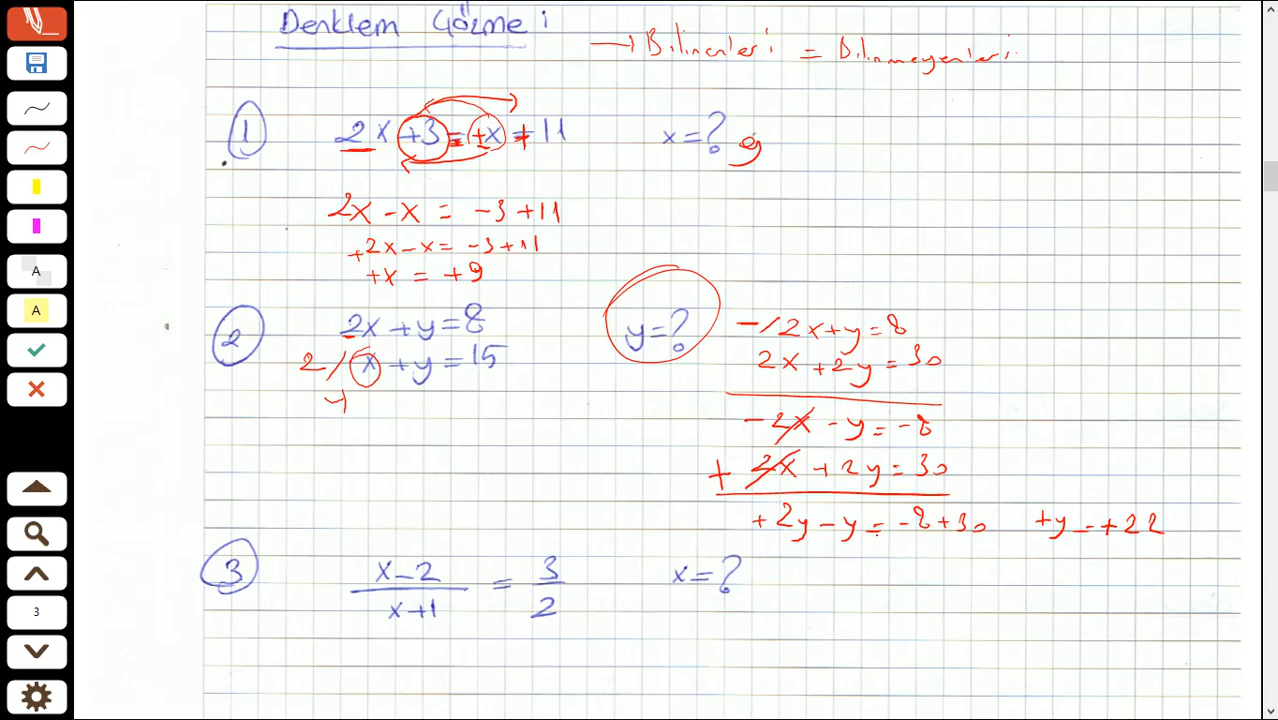 Denklem Çözme :
→ Bilinenleri = Bilinmeyenleri
1 2x +3 = +x +11 x = ? 9
2x - x = -3 +11
+2x - x = -3 + 11
+x = +9
2 2x + y = 8 y = ?
2 / x + y = 15
- / 2x + y = 8
2x + 2y = 30
-2x - y = -8
+ 2x + 2y = 30
+2y - y = -8 + 30 +y = +22
3 x-2 / x+1 = 3 / 2 x = ?
A
A
3